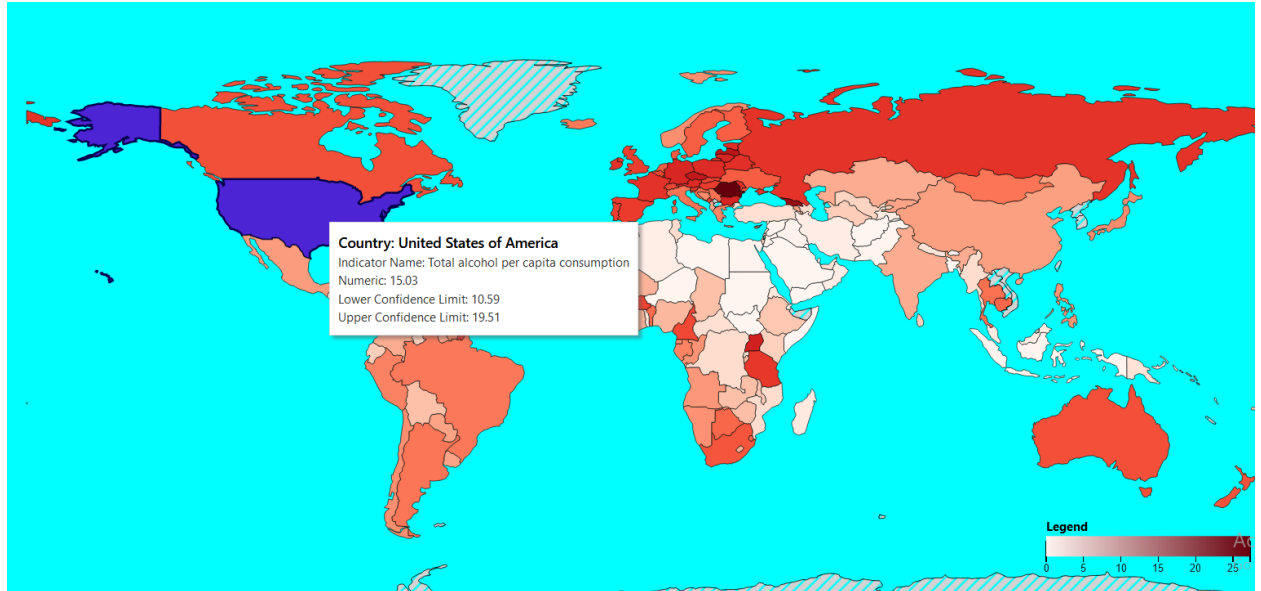 Country: United States of America
Indicator Name: Total alcohol per capita consumption
Numeric: 15.03
Lower Confidence Limit: 10.59
Upper Confidence Limit: 19.51
Legend
0 5 10 15 20 25